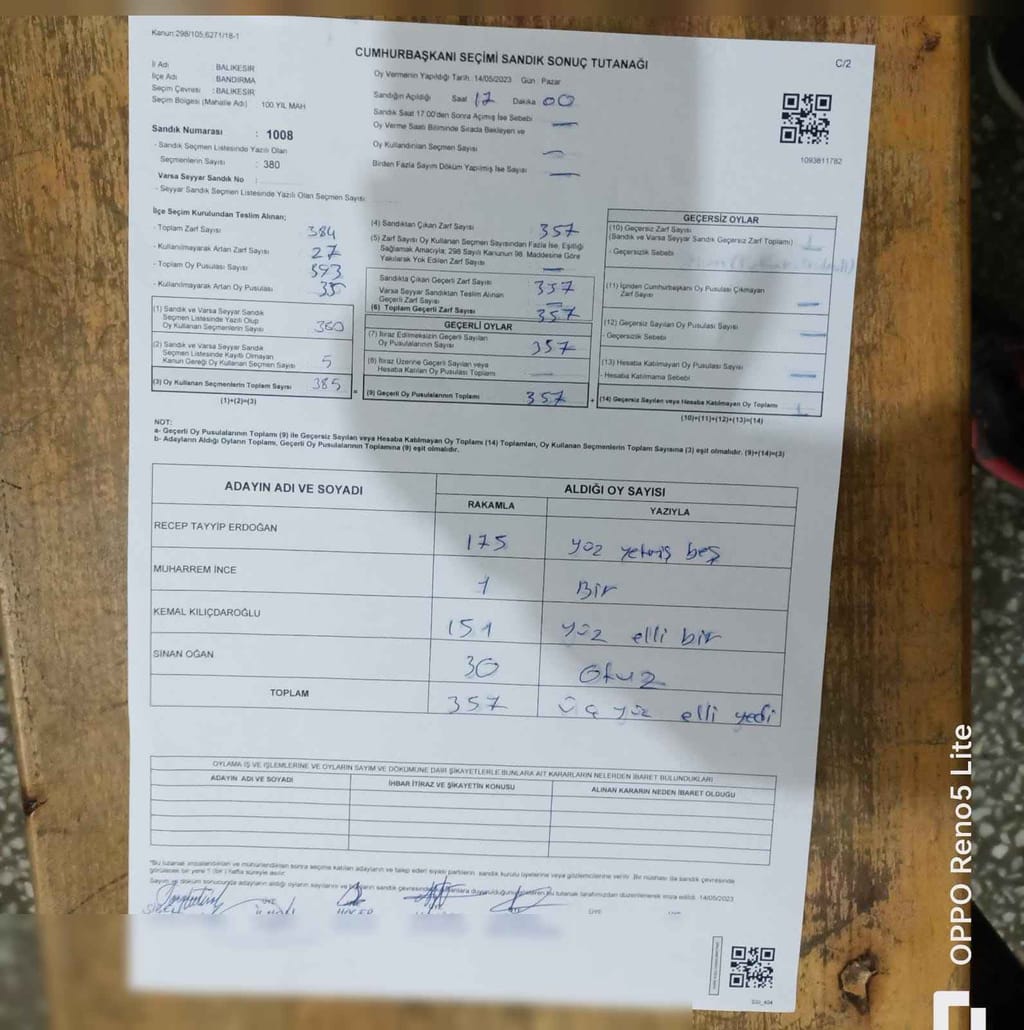 Kanun:298/105;6271/18-1
CUMHURBAŞKANI SEÇİMİ SANDIK SONUÇ TUTANAĞI
C/2
İl Adı : BALIKESİR
İlçe Adı : BANDIRMA
Seçim Çevresi : BALIKESİR
Seçim Bölgesi (Mahalle Adı) 100.YIL MAH
Sandık Numarası : 1008
- Sandık Seçmen Listesinde Yazılı Olan
Seçmenlerin Sayısı : 380
Varsa Seyyar Sandık No :
- Seyyar Sandık Seçmen Listesinde Yazılı Olan Seçmen Sayısı
Oy Vermenin Yapıldığı Tarih : 14/05/2023 Gün : Pazar
Sandığın Açıldığı Saat 17 Dakika 00
Sandık Saat 17.00'den Sonra Açımış İse Sebebi
Oy Verme Saati Bitiminde Sırada Bekleyen ve
Oy Kullandırılan Seçmen Sayısı
Birden Fazla Sayım Döküm Yapılmış İse Sayısı
1093811782
İlçe Seçim Kurulundan Teslim Alınan;
- Toplam Zarf Sayısı 384
- Kullanılmayarak Artan Zarf Sayısı 27
- Toplam Oy Pusulası Sayısı 393
- Kullanılmayarak Artan Oy Pusulası 35
(1) Sandık ve Varsa Seyyar Sandık
Seçmen Listesinde Yazılı Olup
Oy Kullanan Seçmenlerin Sayısı 380
(2) Sandık ve Varsa Seyyar Sandık
Seçmen Listesinde Kayıtlı Olmayan
Kanun Gereği Oy Kullanan Seçmen Sayısı 5
(3) Oy Kullanan Seçmenlerin Toplam Sayısı 385
(1)+(2)=(3)
(4) Sandıktan Çıkan Zarf Sayısı 357
(5) Zarf Sayısı Oy Kullanan Seçmen Sayısından Fazla İse, Eşitliği
Sağlamak Amacıyla; 298 Sayılı Kanunun 98. Maddesine Göre
Yakılarak Yok Edilen Zarf Sayısı
Sandıkta Çıkan Geçerli Zarf Sayısı 357
Varsa Seyyar Sandıktan Teslim Alınan
Geçerli Zarf Sayısı
(6) Toplam Geçerli Zarf Sayısı 357
GEÇERLİ OYLAR
(7) İtiraz Edilmeksizin Geçerli Sayılan
Oy Pusulalarının Sayısı 357
(8) İtiraz Üzerine Geçerli Sayılan veya
Hesaba Katılan Oy Pusulası Toplamı
= (9) Geçerli Oy Pusulalarının Toplamı 357 +
GEÇERSİZ OYLAR
(10) Geçersiz Zarf Sayısı
(Sandık ve Varsa Seyyar Sandık Geçersiz Zarf Toplamı)
- Geçersizlik Sebebi
(11) İçinden Cumhurbaşkanı Oy Pusulası Çıkmayan
Zarf Sayısı
(12) Geçersiz Sayılan Oy Pusulası Sayısı
- Geçersizlik Sebebi
(13) Hesaba Katılmayan Oy Pusulası Sayısı
- Hesaba Katılmama Sebebi
(14) Geçersiz Sayılan veya Hesaba Katılmayan Oy Toplamı
(10)+(11)+(12)+(13)=(14)
NOT:
a- Geçerli Oy Pusulalarının Toplamı (9) ile Geçersiz Sayılan veya Hesaba Katılmayan Oy Toplamı (14) Toplamları, Oy Kullanan Seçmenlerin Toplam Sayısına (3) eşit olmalıdır. (9)+(14)=(3)
b- Adayların Aldığı Oyların Toplamı, Geçerli Oy Pusulalarının Toplamına (9) eşit olmalıdır.
ADAYIN ADI VE SOYADI ALDIĞI OY SAYISI
RAKAMLA YAZIYLA
RECEP TAYYİP ERDOĞAN 175 yüz yetmiş beş
MUHARREM İNCE 1 Bir
KEMAL KILIÇDAROĞLU 151 yüz elli bir
SİNAN OĞAN 30 Otuz
TOPLAM 357 Üç yüz elli yedi
OYLAMA İŞ VE İŞLEMLERİNE VE OYLARIN SAYIM VE DÖKÜMÜNE DAİR ŞİKAYETLERLE BUNLARA AİT KARARLARIN NELERDEN İBARET BULUNDUKLARI
ADAYIN ADI VE SOYADI İHBAR İTİRAZ VE ŞİKAYETİN KONUSU ALINAN KARARIN NEDEN İBARET OLDUĞU
*Bu tutanak imzalandıktan ve mühürlendikten sonra seçime katılan adayların ve talep eden siyasi partilerin sandık kurulu üyelerine veya gözlemcilerine verilir. Bir nüshası da sandık çevresinde
görülecek bir yere 1 (bir) hafta süreyle asılır.
Sayım ve döküm sonucunda adayların aldığı oyların sayılarını ve sandık çevresinde duyurulduğunu tutanak tarafımızdan düzenlenerek imza edildi. 14/05/2023
ÜYE
ÜYE
OPPO Reno5 Lite